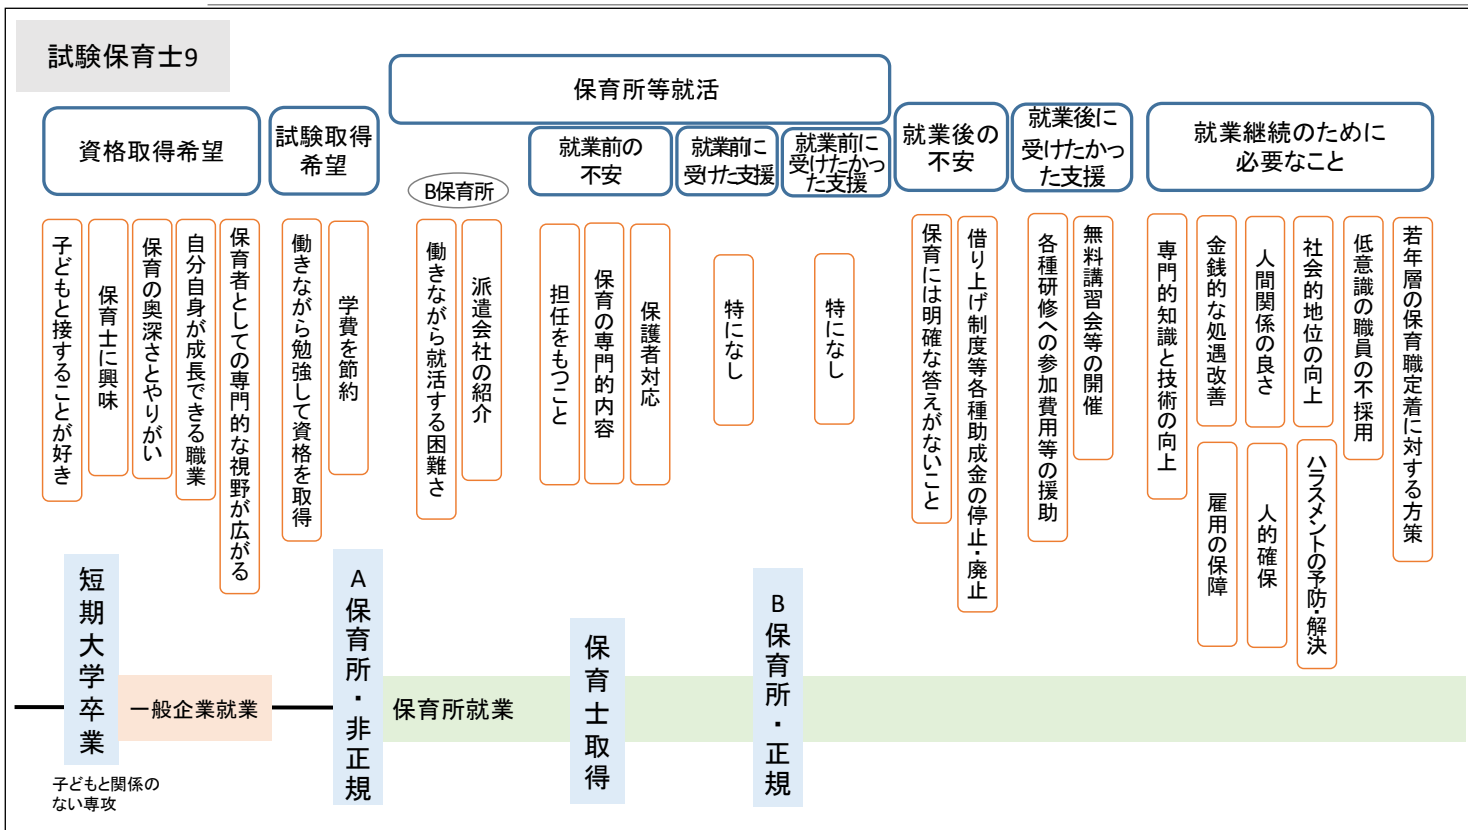 試験保育士9
保育所等就活
資格取得希望
試験取得
希望
就業前の
不安
就業前に
受けた支援
就業前に
受けたかっ
た支援
就業後の
不安
就業後に
受けたかっ
た支援
就業継続のために
必要なこと
B保育所
子どもと接することが好き
保育士に興味
保育の奥深さとやりがい
自分自身が成長できる職業
保育者としての専門的な視野が広がる
働きながら勉強して資格を取得
学費を節約
働きながら就活する困難さ
派遣会社の紹介
担任をもつこと
保育の専門的内容
保護者対応
特になし
特になし
保育には明確な答えがないこと
借り上げ制度等各種助成金の停止・廃止
各種研修への参加費用等の援助
無料講習会等の開催
専門的知識と技術の向上
金銭的な処遇改善
人間関係の良さ
社会的地位の向上
低意識の職員の不採用
若年層の保育職定着に対する方策
雇用の保障
人的確保
ハラスメントの予防・解決
短期大学卒業
一般企業就業
A保育所・非正規
保育所就業
保育士取得
B保育所・正規
子どもと関係の
ない専攻